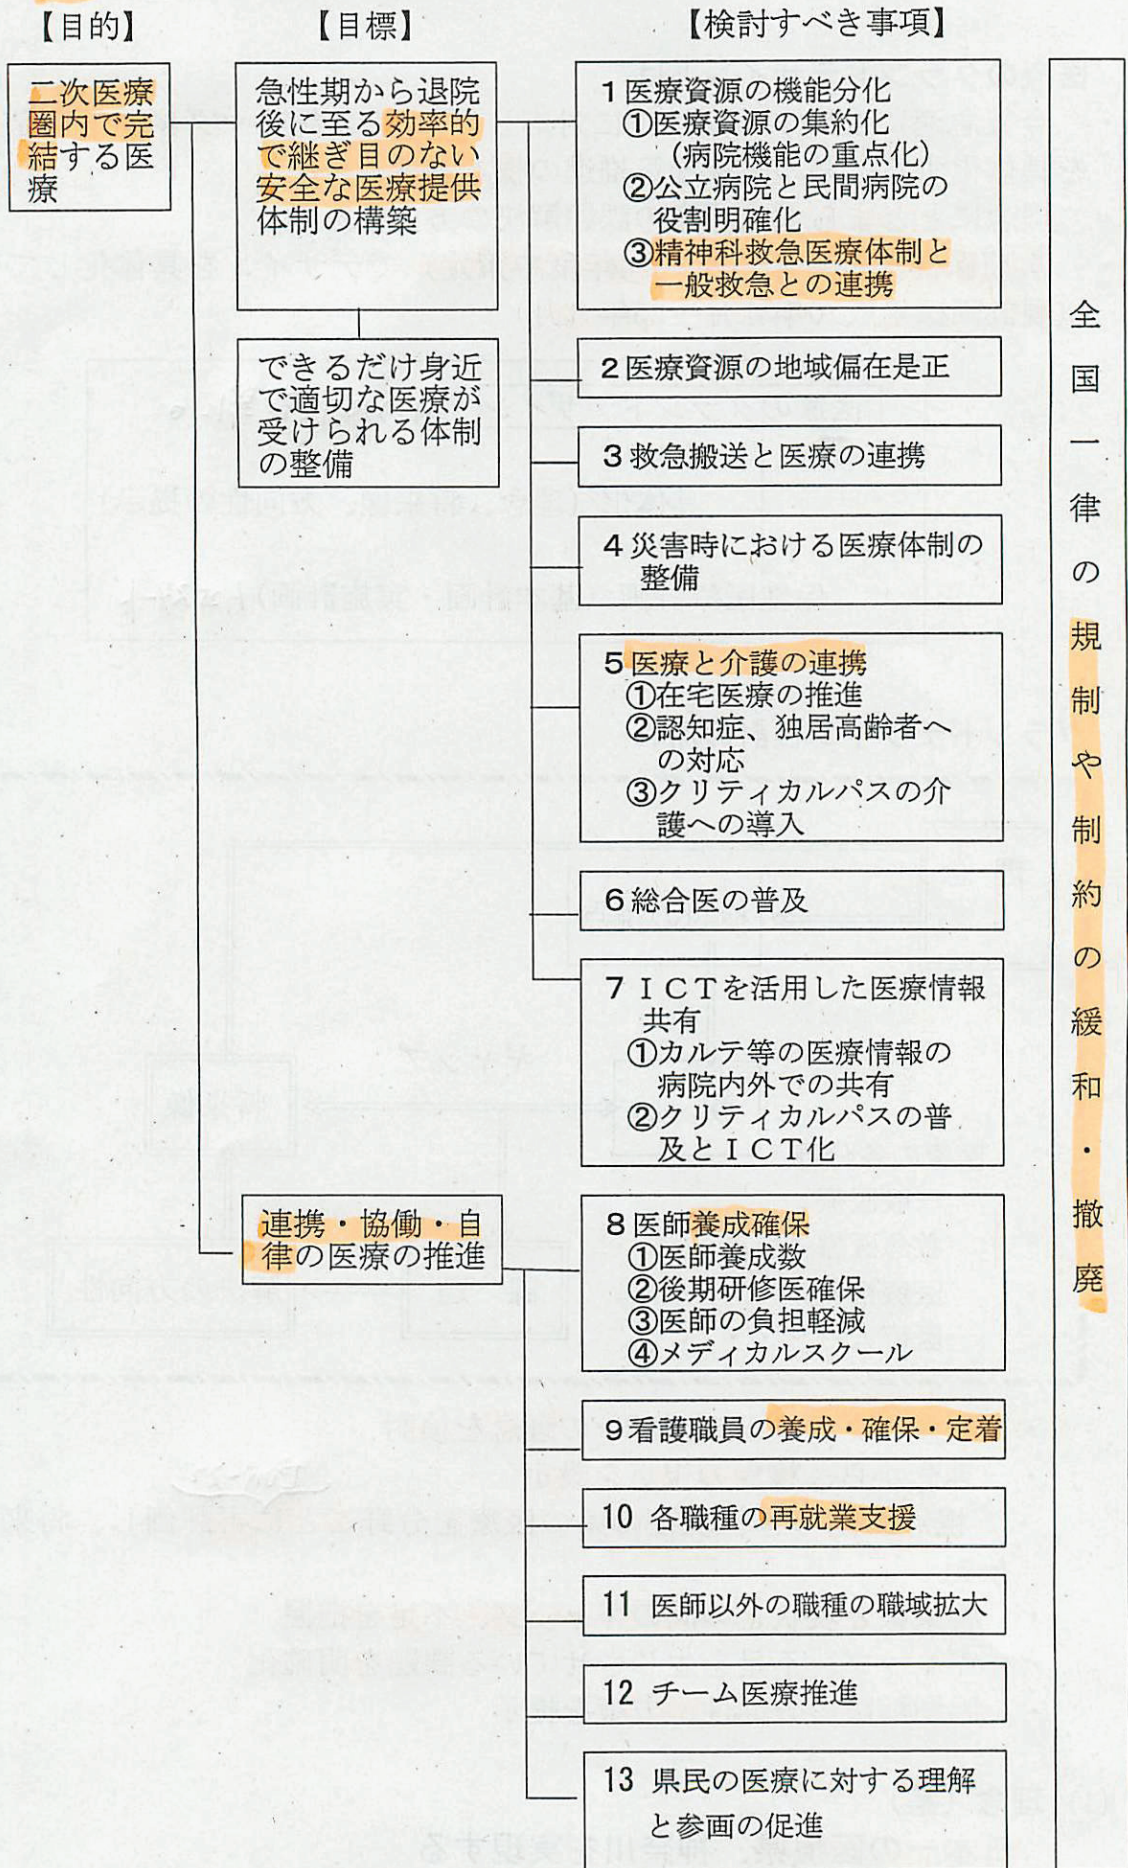 【目的】
【目標】
【検討すべき事項】
二次医療
圏内で完
結する医
療
急性期から退院
後に至る効率的
で継ぎ目のない
安全な医療提供
体制の構築
できるだけ身近
で適切な医療が
受けられる体制
の整備
1 医療資源の機能分化
①医療資源の集約化
(病院機能の重点化)
②公立病院と民間病院の
役割明確化
③精神科救急医療体制と
一般救急との連携
2 医療資源の地域偏在是正
3 救急搬送と医療の連携
4 災害時における医療体制の
整備
5 医療と介護の連携
①在宅医療の推進
②認知症、独居高齢者へ
の対応
③クリティカルパスの介
護への導入
6 総合医の普及
7 ICTを活用した医療情報
共有
①カルテ等の医療情報の
病院内外での共有
②クリティカルパスの普
及とICT化
連携・協働・自
律の医療の推進
8 医師養成確保
①医師養成数
②後期研修医確保
③医師の負担軽減
④メディカルスクール
9 看護職員の養成・確保・定着
10 各職種の再就業支援
11 医師以外の職種の職域拡大
12 チーム医療推進
13 県民の医療に対する理解
と参画の促進
全国一律の規制や制約の緩和・撤廃